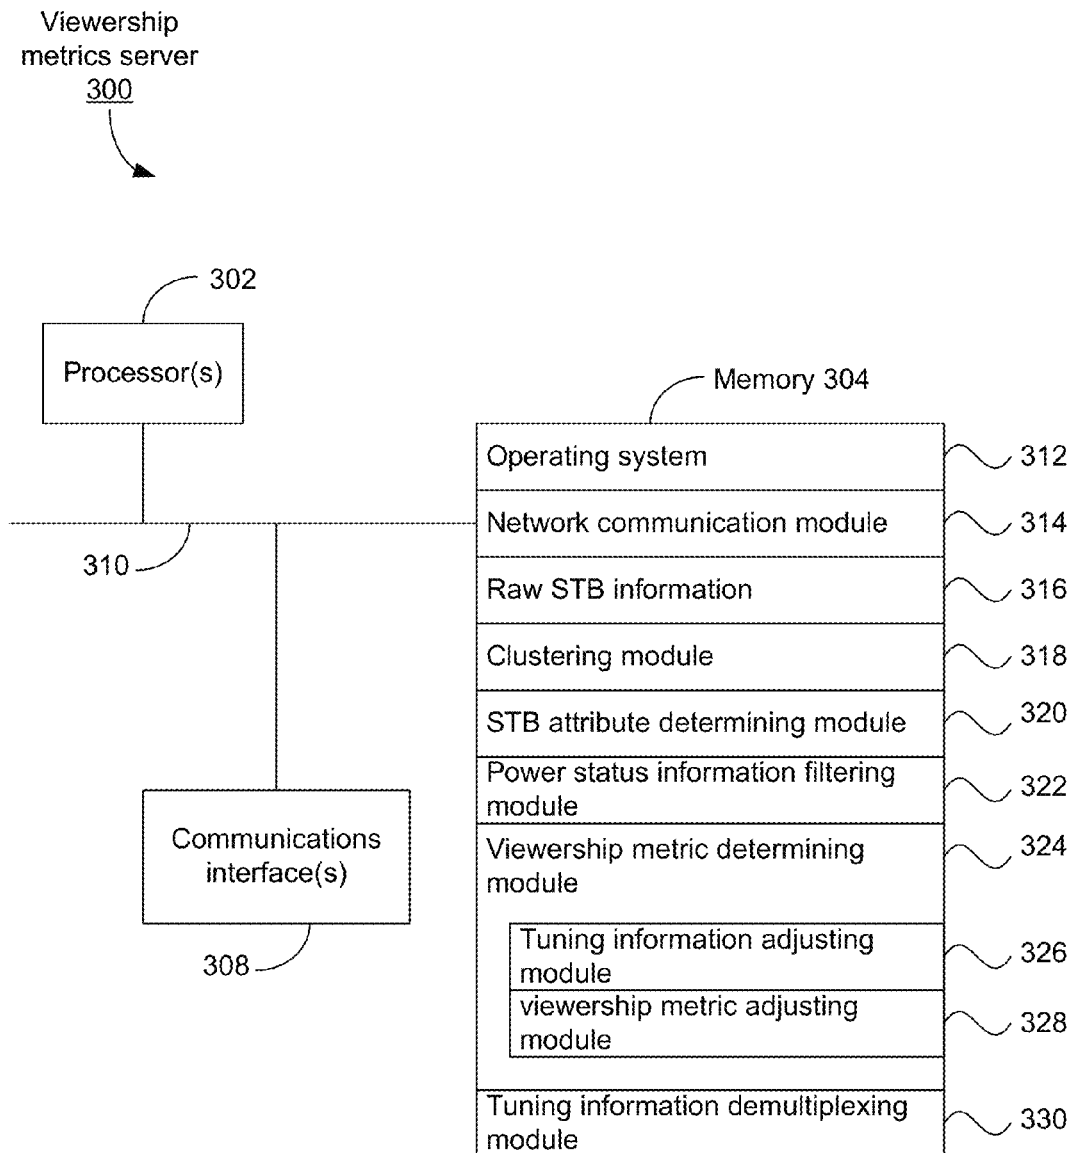 Viewership
metrics server
300
302
Processor(s)
Memory 304
Operating system
312
Network communication module
314
310
Raw STB information
316
Clustering module
318
STB attribute determining module
320
Power status information filtering
module
322
Communications
interface(s)
308
Viewership metric determining
module
324
Tuning information adjusting
module
326
viewership metric adjusting
module
328
Tuning information demultiplexing
module
330